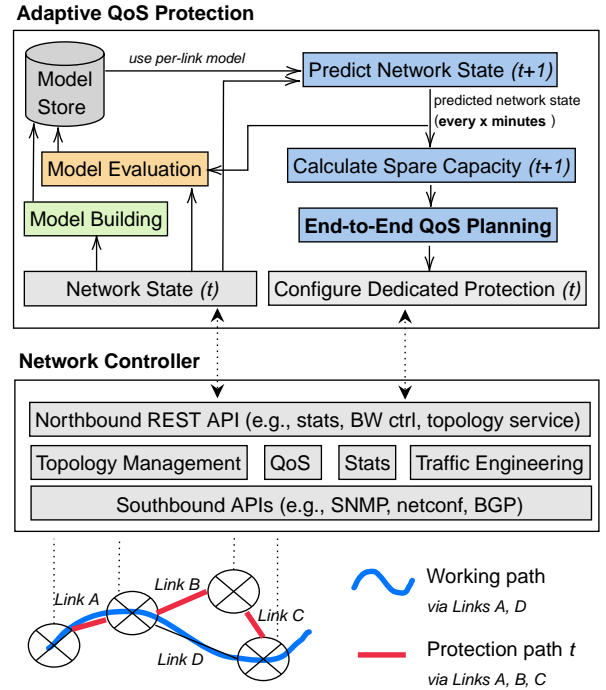 Adaptive QoS Protection
Model
Store
use per-link model
Predict Network State (t+1)
predicted network state
(every x minutes )
Model Evaluation
Calculate Spare Capacity (t+1)
Model Building
End-to-End QoS Planning
Network State (t)
Configure Dedicated Protection (t)
Network Controller
Northbound REST API (e.g., stats, BW ctrl, topology service)
Topology Management
QoS
Stats
Traffic Engineering
Southbound APIs (e.g., SNMP, netconf, BGP)
Link A
Link B
Link C
Link D
Working path
via Links A, D
Protection path t
via Links A, B, C